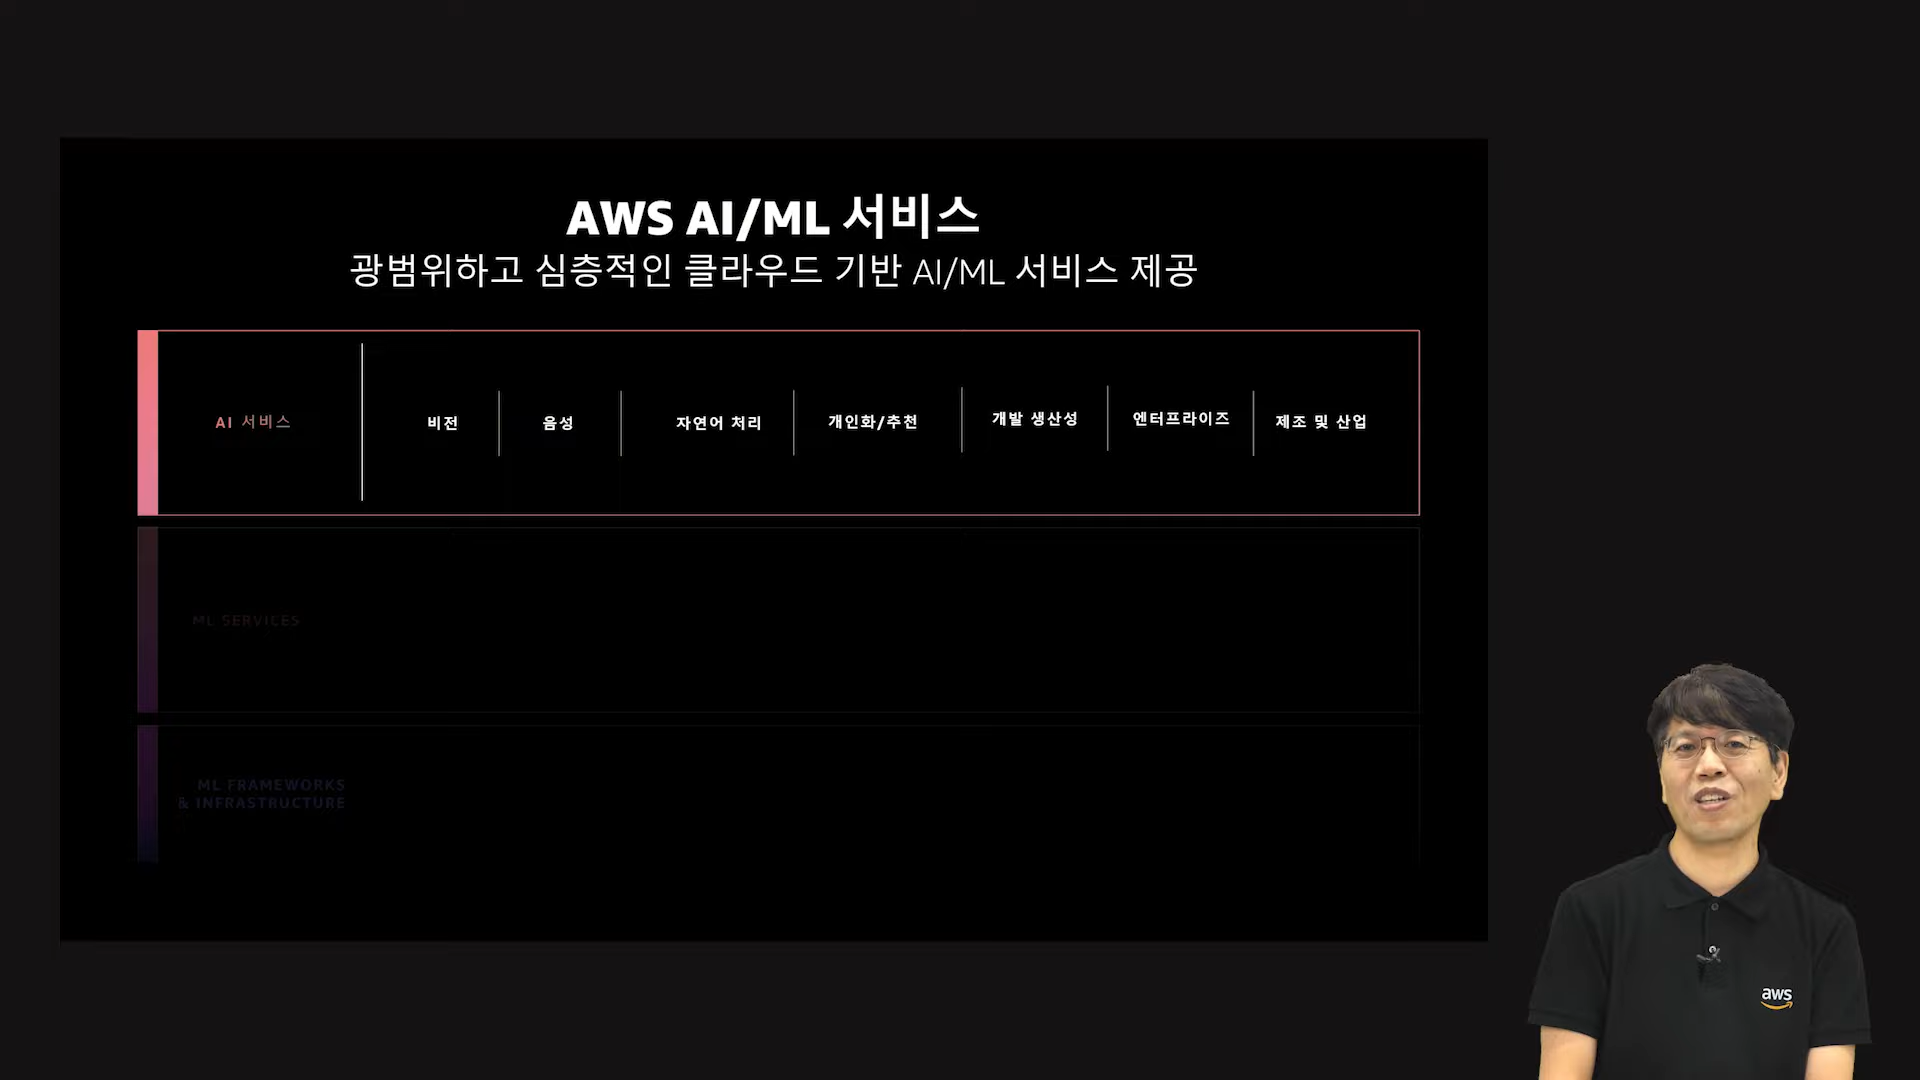 AWS AI/ML 서비스
광범위하고 심층적인 클라우드 기반 AI/ML 서비스 제공
AI 서비스
비전
음성
자연어 처리
개인화/추천
개발 생산성
엔터프라이즈
제조 및 산업
ML SERVICES
ML FRAMEWORKS
& INFRASTRUCTURE
aws